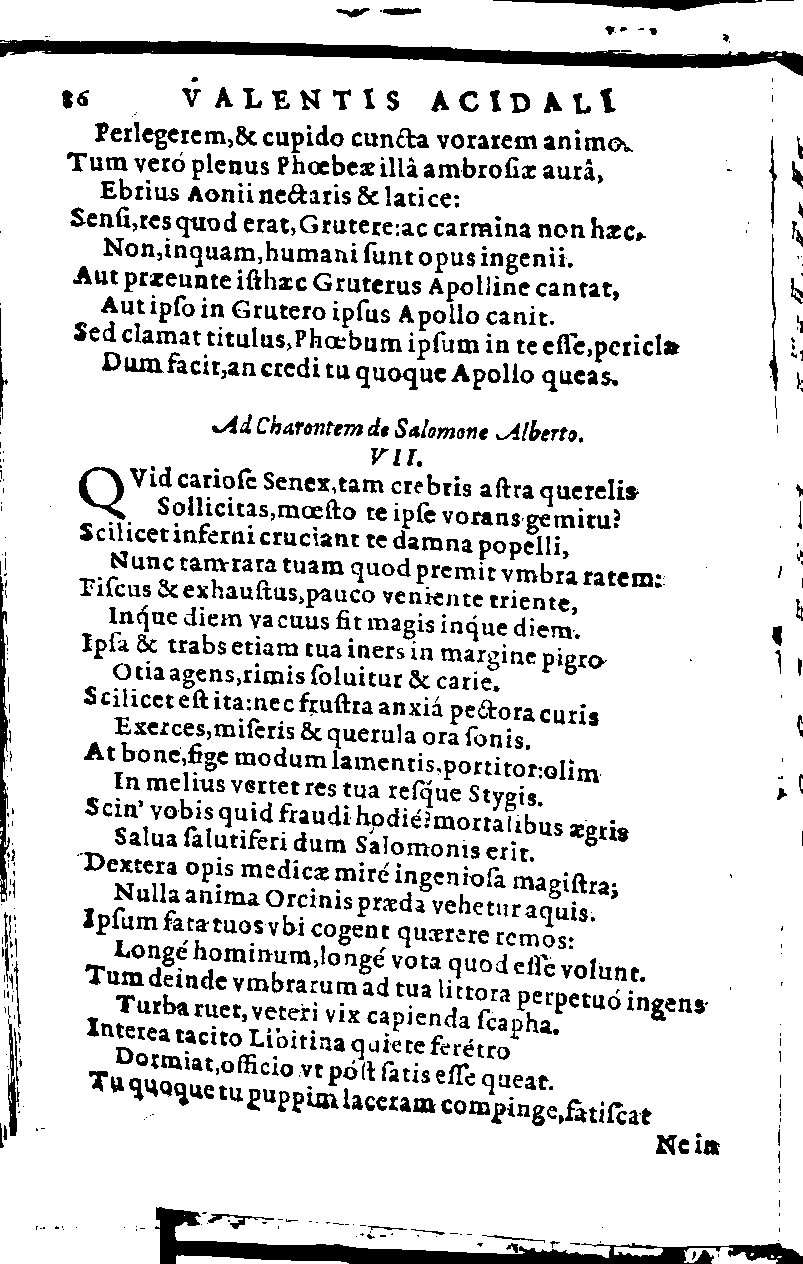 86 VALENTIS ACIDALI
Perlegerem,& cupido cuncta vorarem animo.
Tum veró plenus Phœbeæ illâ ambrosiæ aurâ,
Ebrius Aonii nectaris & latice:
Sensi,res quod erat,Grutere:ac carmina non hæc,
Non,inquam,humani sunt opus ingenii.
Aut præeunte isthæc Gruterus Apolline cantat,
Aut ipso in Grutero ipsus Apollo canit.
Sed clamat titulus,Phœbum ipsum in te esse,pericla
Dum facit,an credi tu quoque Apollo queas.
Ad Charontem de Salomone Alberto.
VII.
QVid cariose Senex,tam crebris astra querelis
Sollicitas,mœsto te ipse vorans gemitu?
Scilicet inferni cruciant te damna popelli,
Nunc tam rara tuam quod premit vmbra ratem:
Fiscus & exhaustus,pauco veniente triente,
Inq́ue diem vacuus fit magis inq́ue diem.
Ipsa & trabs etiam tua iners in margine pigro
Otia agens,rimis soluitur & carie.
Scilicet est ita:nec frustra anxiá pectora curis
Exerces,miseris & querula ora sonis.
At bone,fige modum lamentis,portitor:olim
In melius vertet res tua resq́ue Stygis.
Scin' vobis quid fraudi hodié?mortalibus ægris
Salua salutiferi dum Salomonis erit.
Dextera opis medicæ miré ingeniosa magistra;
Nulla anima Orcinis præda vehetur aquis.
Ipsum fata tuos vbi cogent quærere remos:
Longé hominum,longé vota quod esse volunt.
Tum deinde vmbrarum ad tua littora perpetuó ingens
Turba ruet,veteri vix capienda scapha.
Interea tacito Libitina quiete ferétro
Dormiat,officio vt póst satis esse queat.
Tu quoque tu puppim laceram compinge,fatiscat
Ne in